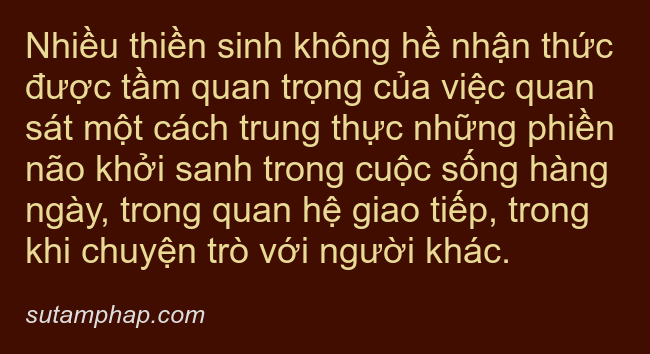 Nhiều thiền sinh không hề nhận thức
được tầm quan trọng của việc quan
sát một cách trung thực những phiền
não khởi sanh trong cuộc sống hàng
ngày, trong quan hệ giao tiếp, trong
khi chuyện trò với người khác.
sutamphap.com